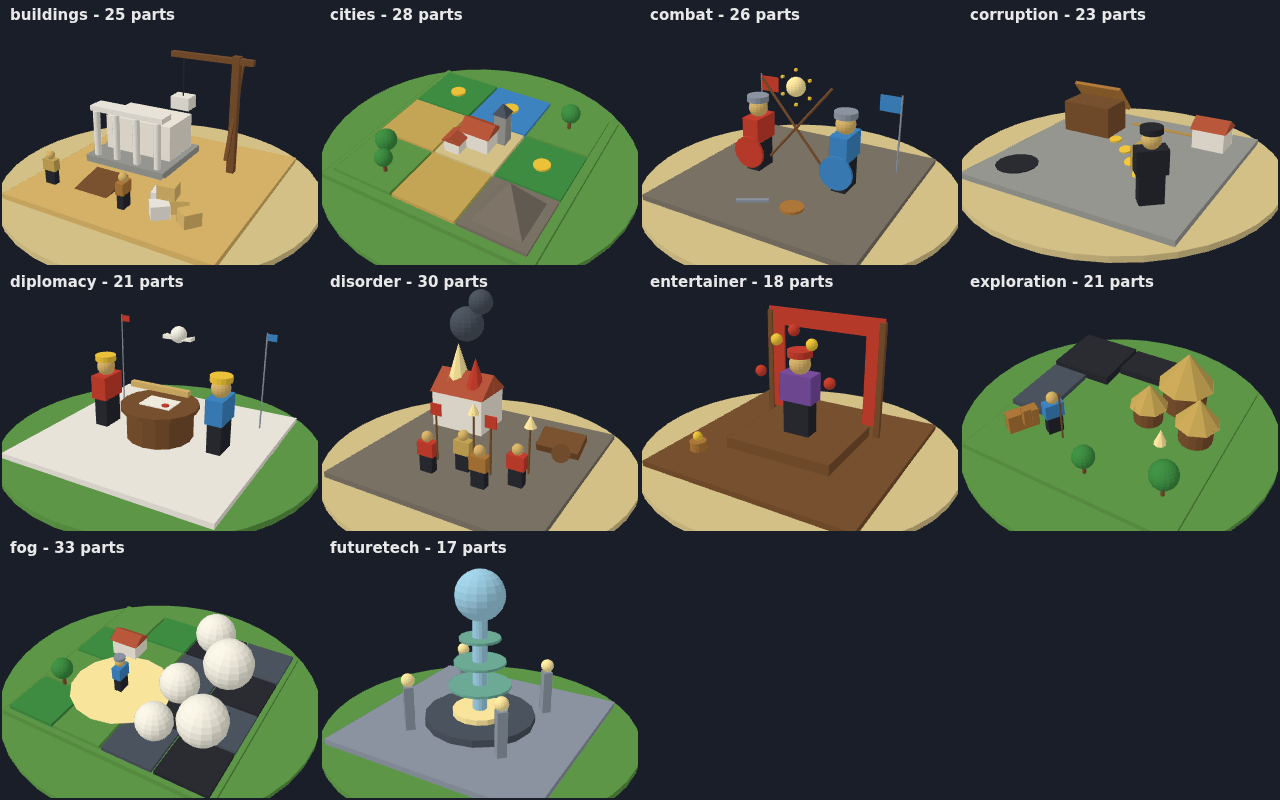 buildings - 25 parts
cities - 28 parts
combat - 26 parts
corruption - 23 parts
diplomacy - 21 parts
disorder - 30 parts
entertainer - 18 parts
exploration - 21 parts
fog - 33 parts
futuretech - 17 parts